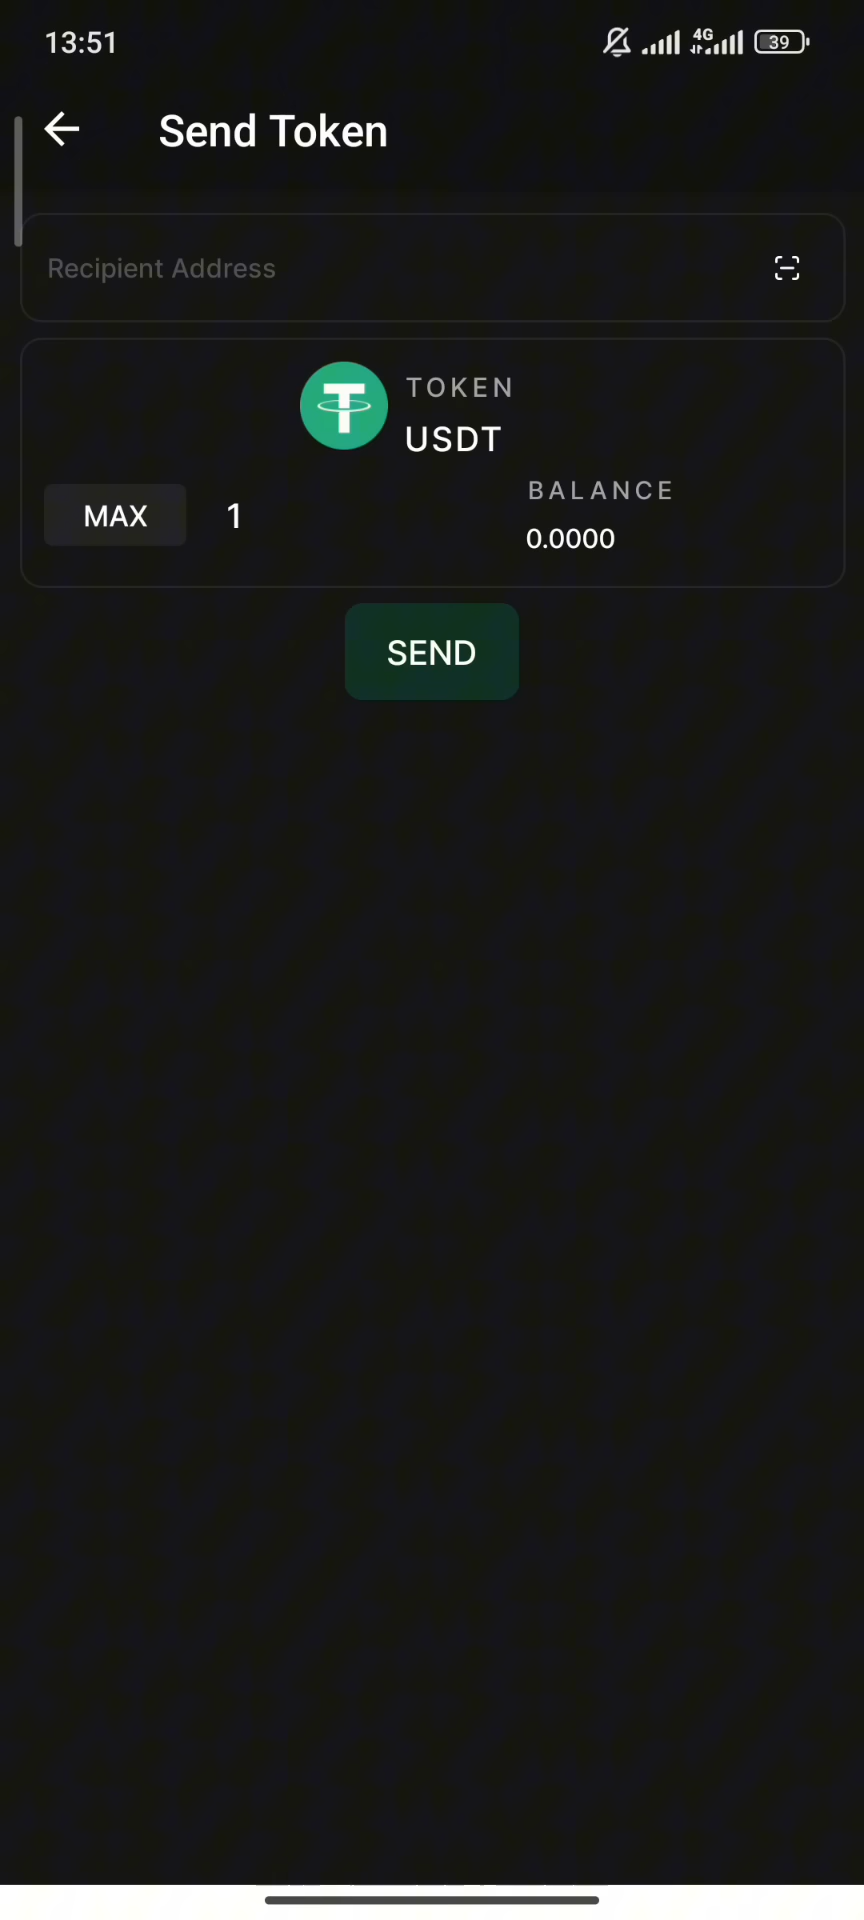 13:51
4G
39
Send Token
Recipient Address
TOKEN
USDT
BALANCE
MAX
1
0.0000
SEND